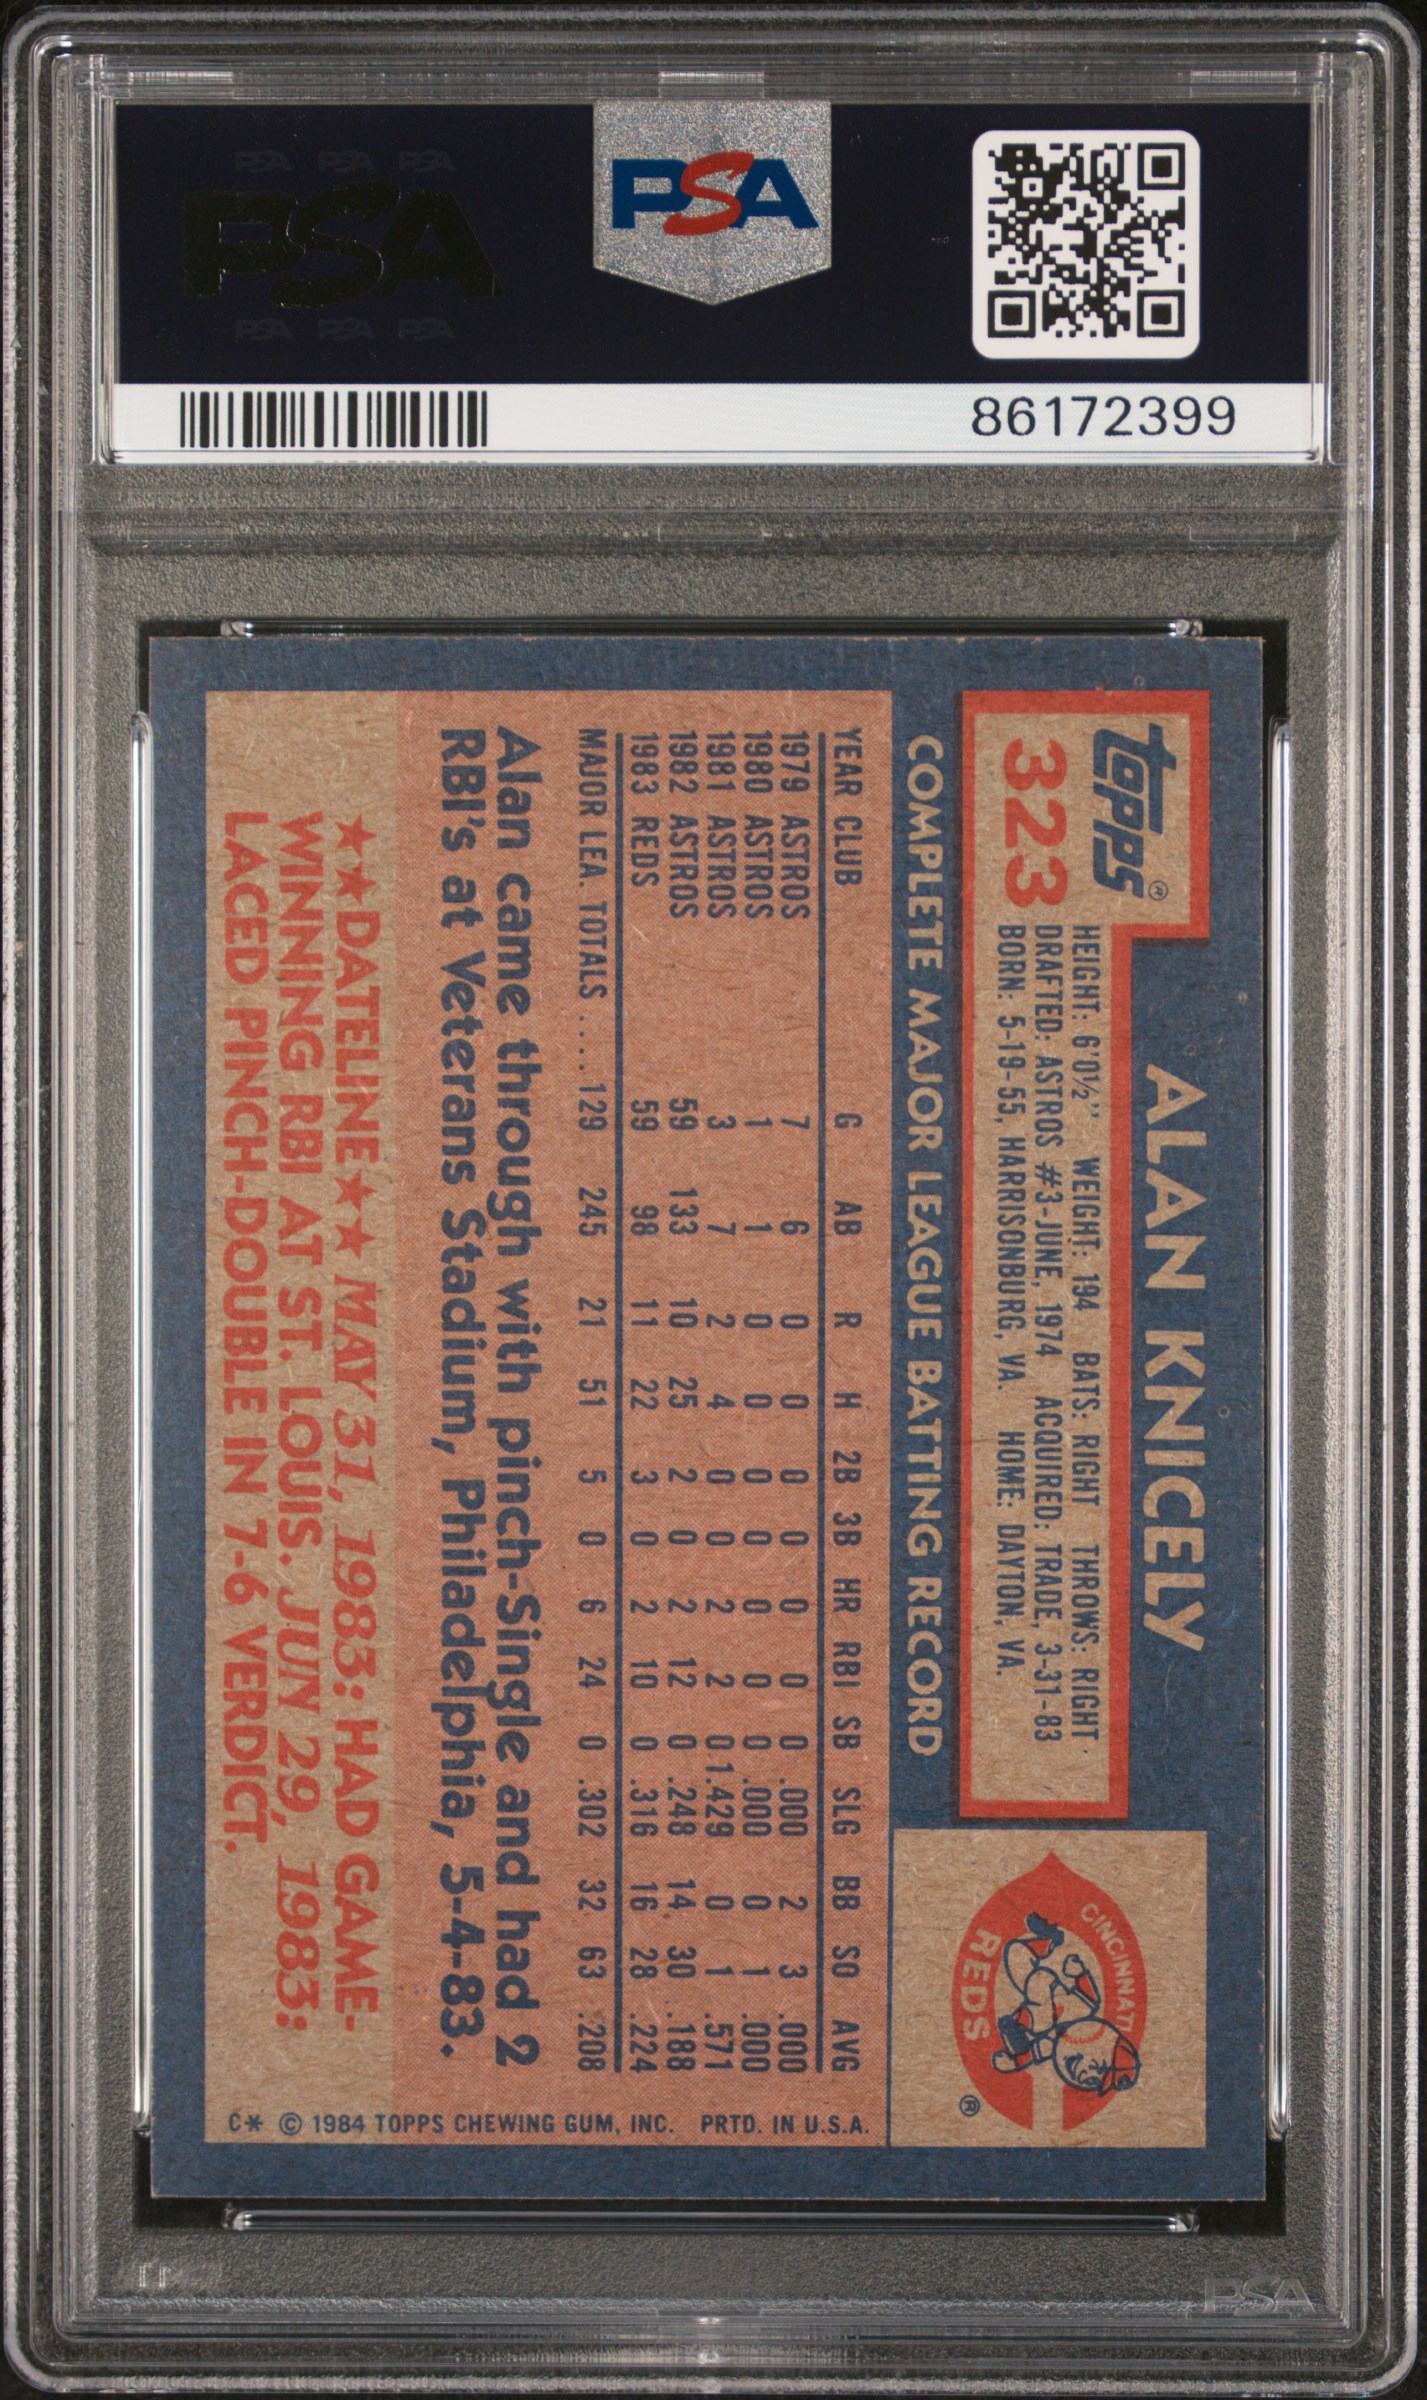 PSA PSA PSA
PSA
PSA PSA PSA
PSA
86172399
topps®
323
ALAN KNICELY
HEIGHT: 6'0½" WEIGHT: 194 BATS: RIGHT THROWS: RIGHT
DRAFTED: ASTROS #3-JUNE, 1974 ACQUIRED: TRADE, 3-31-83
BORN: 5-19-55, HARRISONBURG, VA. HOME: DAYTON, VA.
CINCINNATI
REDS
®
COMPLETE MAJOR LEAGUE BATTING RECORD
YEAR CLUB G AB R H 2B 3B HR RBI SB SLG BB SO AVG
1979 ASTROS 7 6 0 0 0 0 0 0 0 .000 2 3 .000
1980 ASTROS 1 1 0 0 0 0 0 0 0 .000 0 1 .000
1981 ASTROS 3 7 2 4 0 0 2 2 0 1.429 0 1 .571
1982 ASTROS 59 133 10 25 2 0 2 12 0 .248 14 30 .188
1983 REDS 59 98 11 22 3 0 2 10 0 .316 16 28 .224
MAJOR LEA. TOTALS ....129 245 21 51 5 0 6 24 0 .302 32 63 .208
Alan came through with pinch-Single and had 2
RBI's at Veterans Stadium, Philadelphia, 5-4-83.
★★DATELINE★★ MAY 31, 1983: HAD GAME-
WINNING RBI AT ST. LOUIS. JUN 29, 1983:
LACED PINCH-DOUBLE IN 7-6 VERDICT.
C* © 1984 TOPPS CHEWING GUM, INC. PRTD. IN U.S.A.
PSA